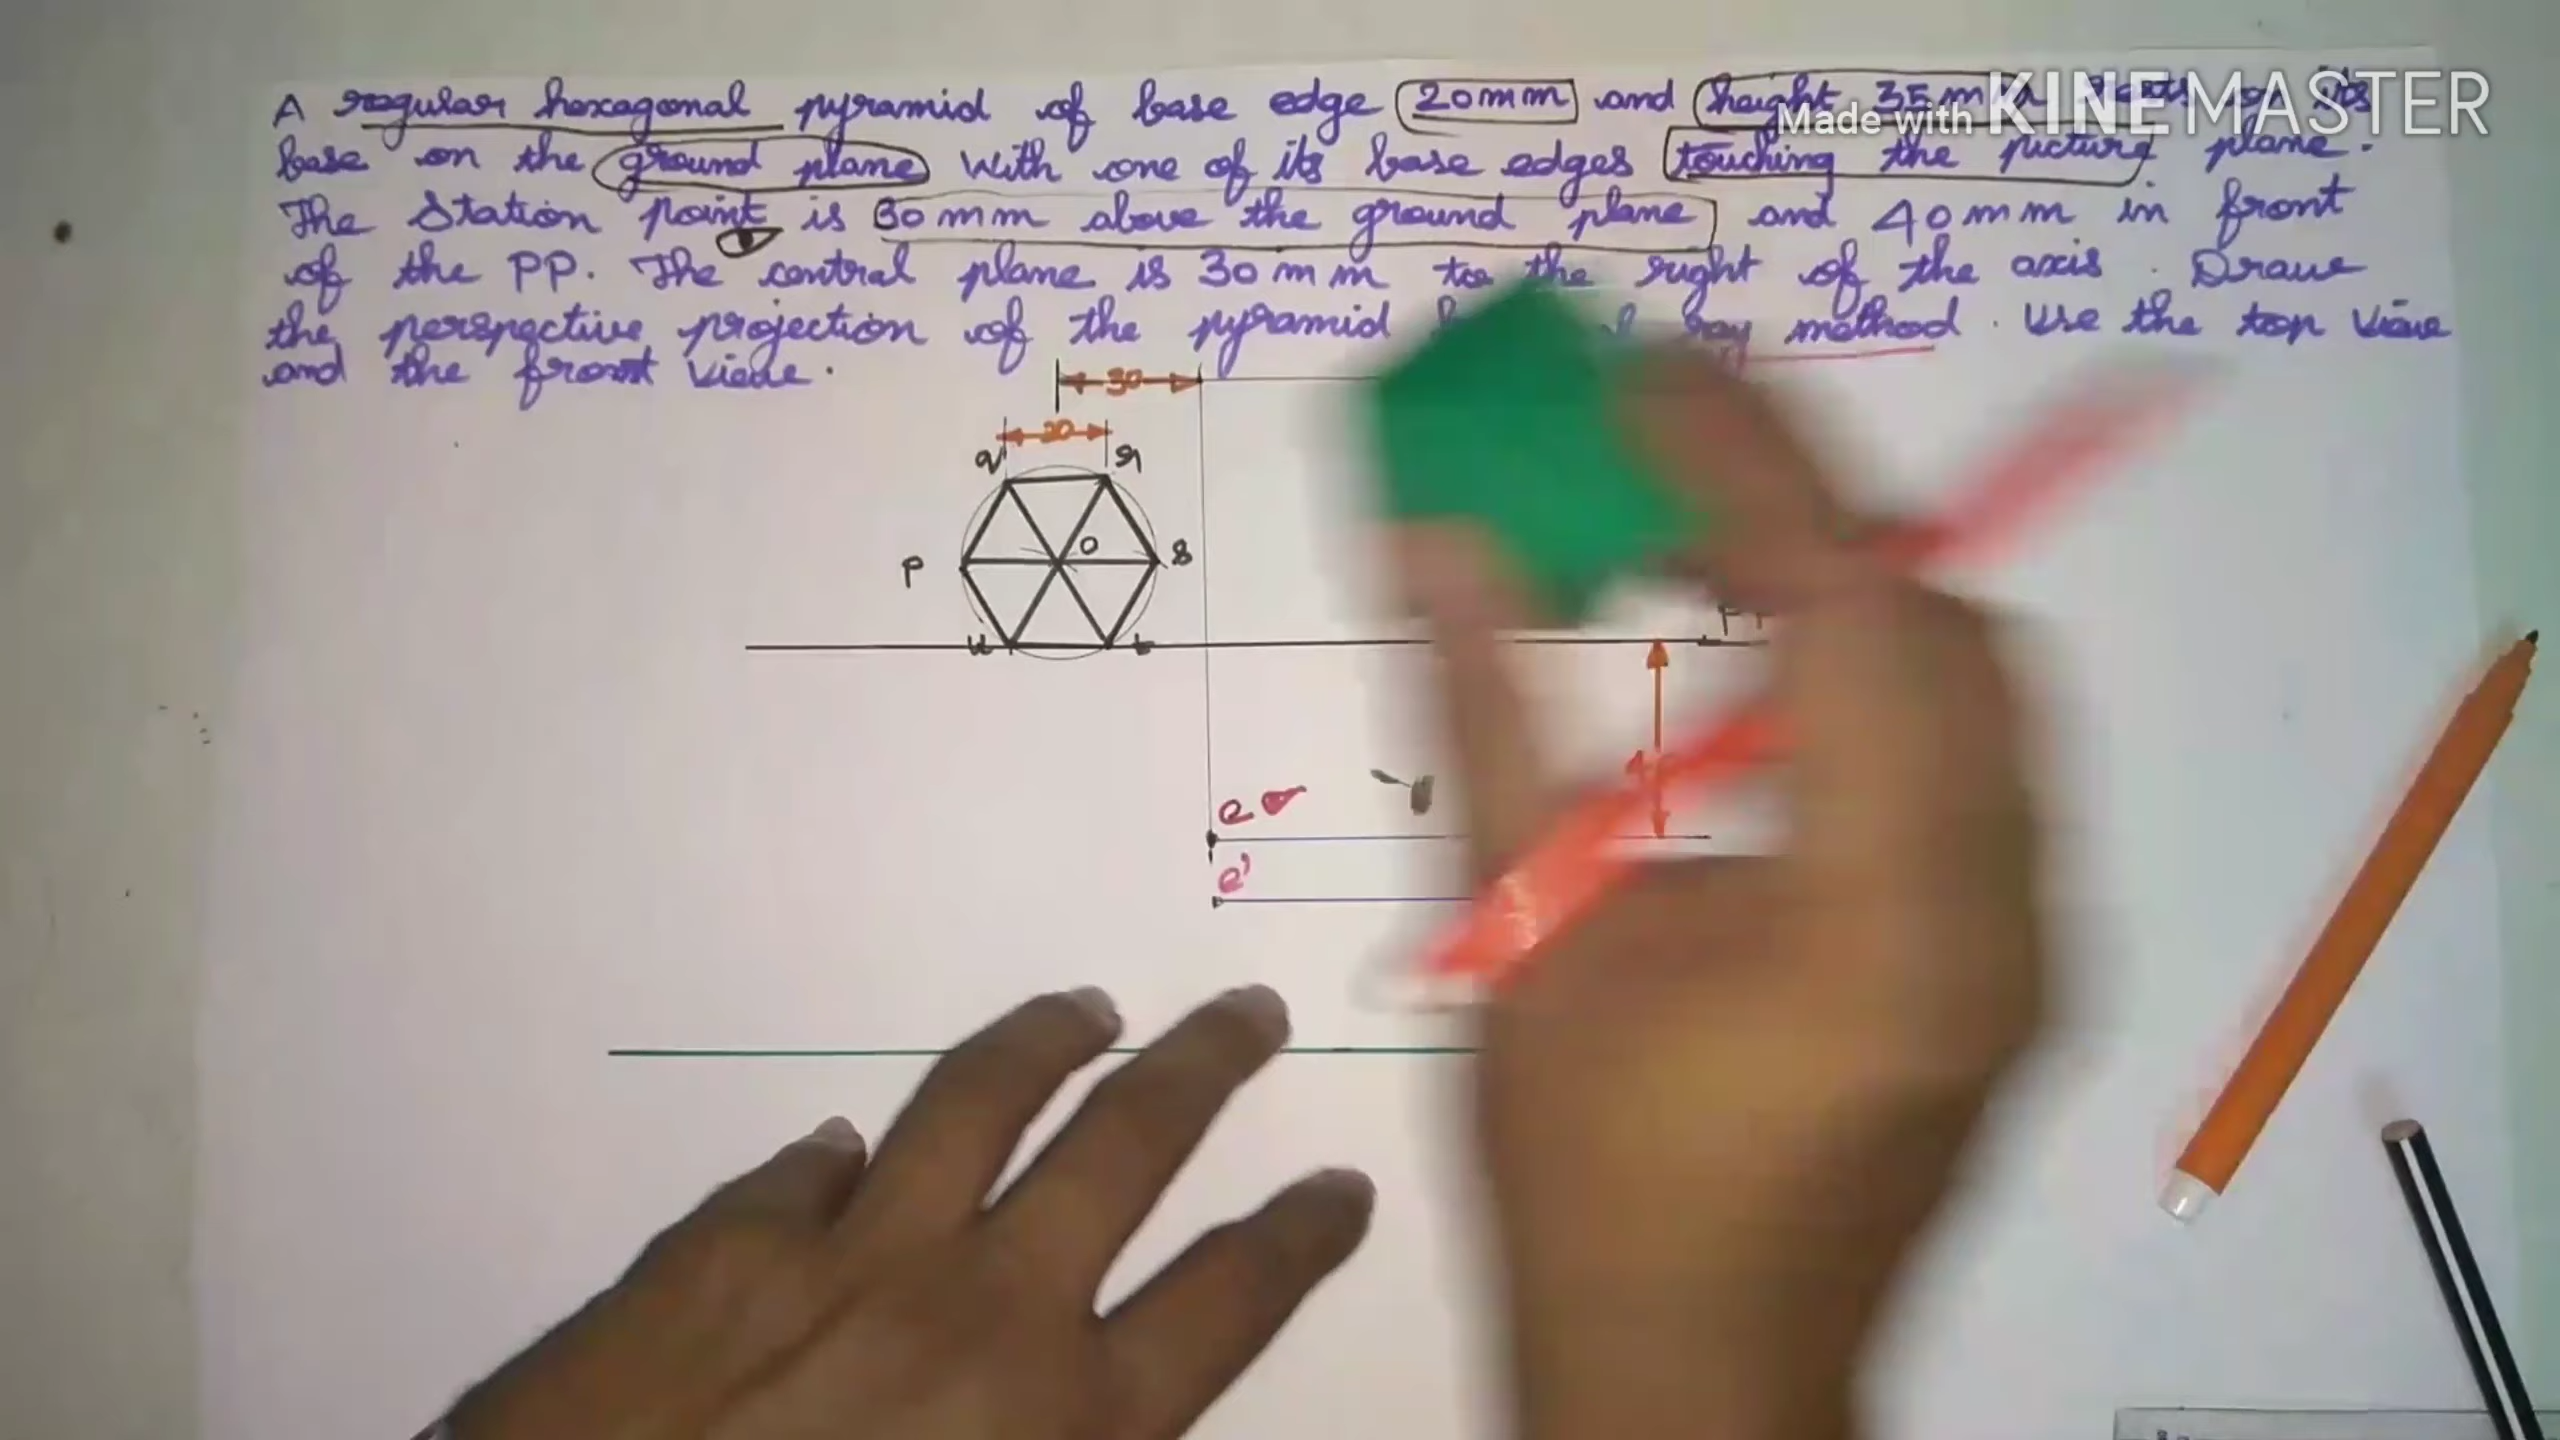 A regular hexagonal pyramid of base edge 20mm and height 35m its
Made with KINEMASTER
base on the ground plane with one of its base edges touching the picture plane.
The Station point is 30mm above the ground plane and 40mm in front
of the PP. The central plane is 30mm to the right of the axis. Draw
the perspective projection of the pyramid ray method. Use the top view
and the front view.
30
20
q r
o s
p
u t
e
e'